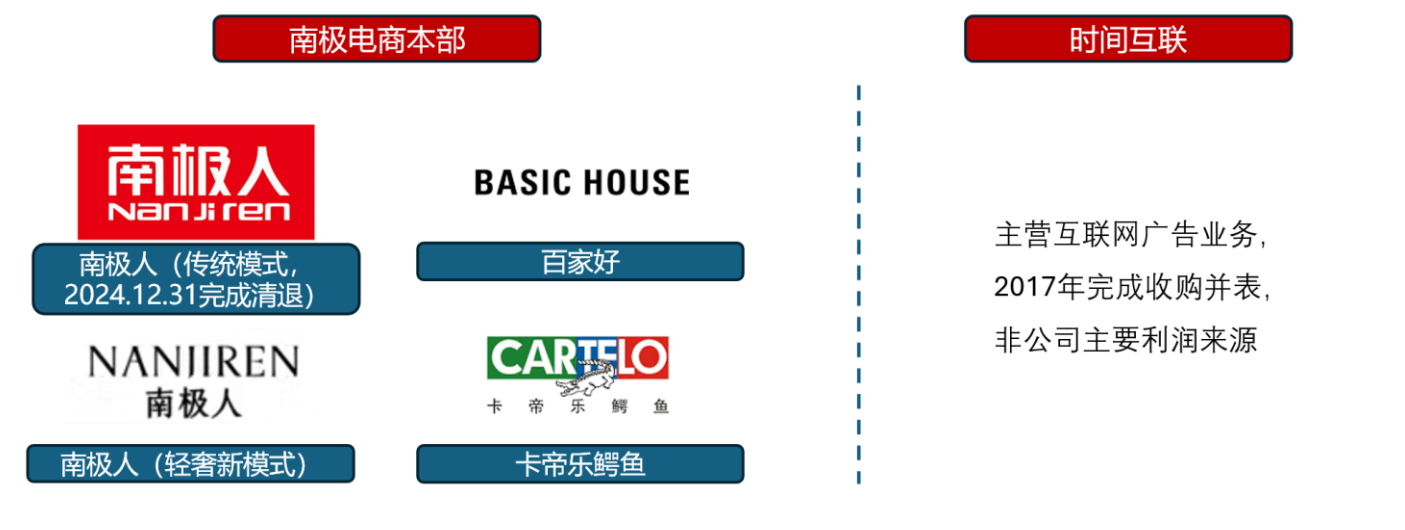 南极电商本部
时间互联
南极人
Nanjiren
南极人（传统模式，
2024.12.31完成清退）
BASIC HOUSE
百家好
NANJIREN
南极人
南极人（轻奢新模式）
CARTELO
卡帝乐鳄鱼
卡帝乐鳄鱼
主营互联网广告业务，
2017年完成收购并表，
非公司主要利润来源